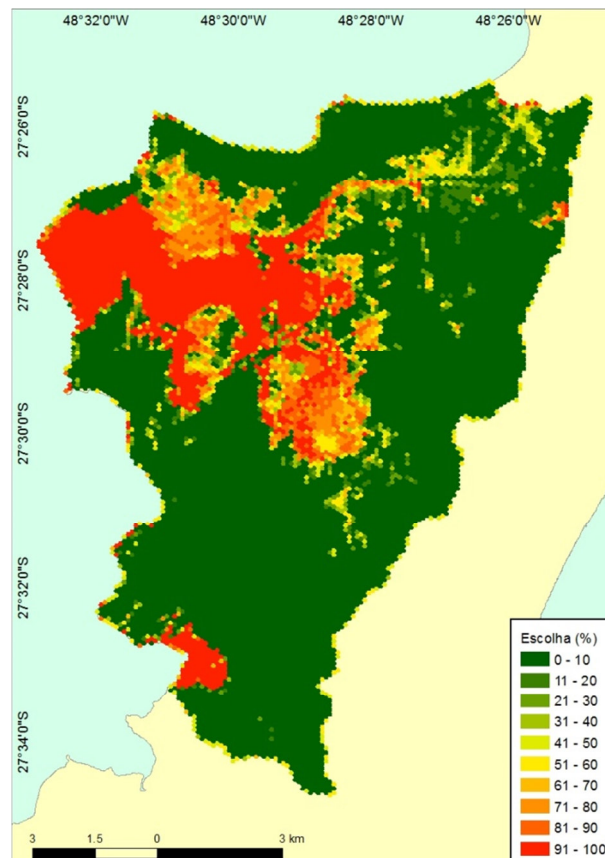 48°32'0"W 48°30'0"W 48°28'0"W 48°26'0"W
27°26'0"S
27°28'0"S
27°30'0"S
27°32'0"S
27°34'0"S
Escolha (%)
0 - 10
11 - 20
21 - 30
31 - 40
41 - 50
51 - 60
61 - 70
71 - 80
81 - 90
91 - 100
3 1.5 0 3 km